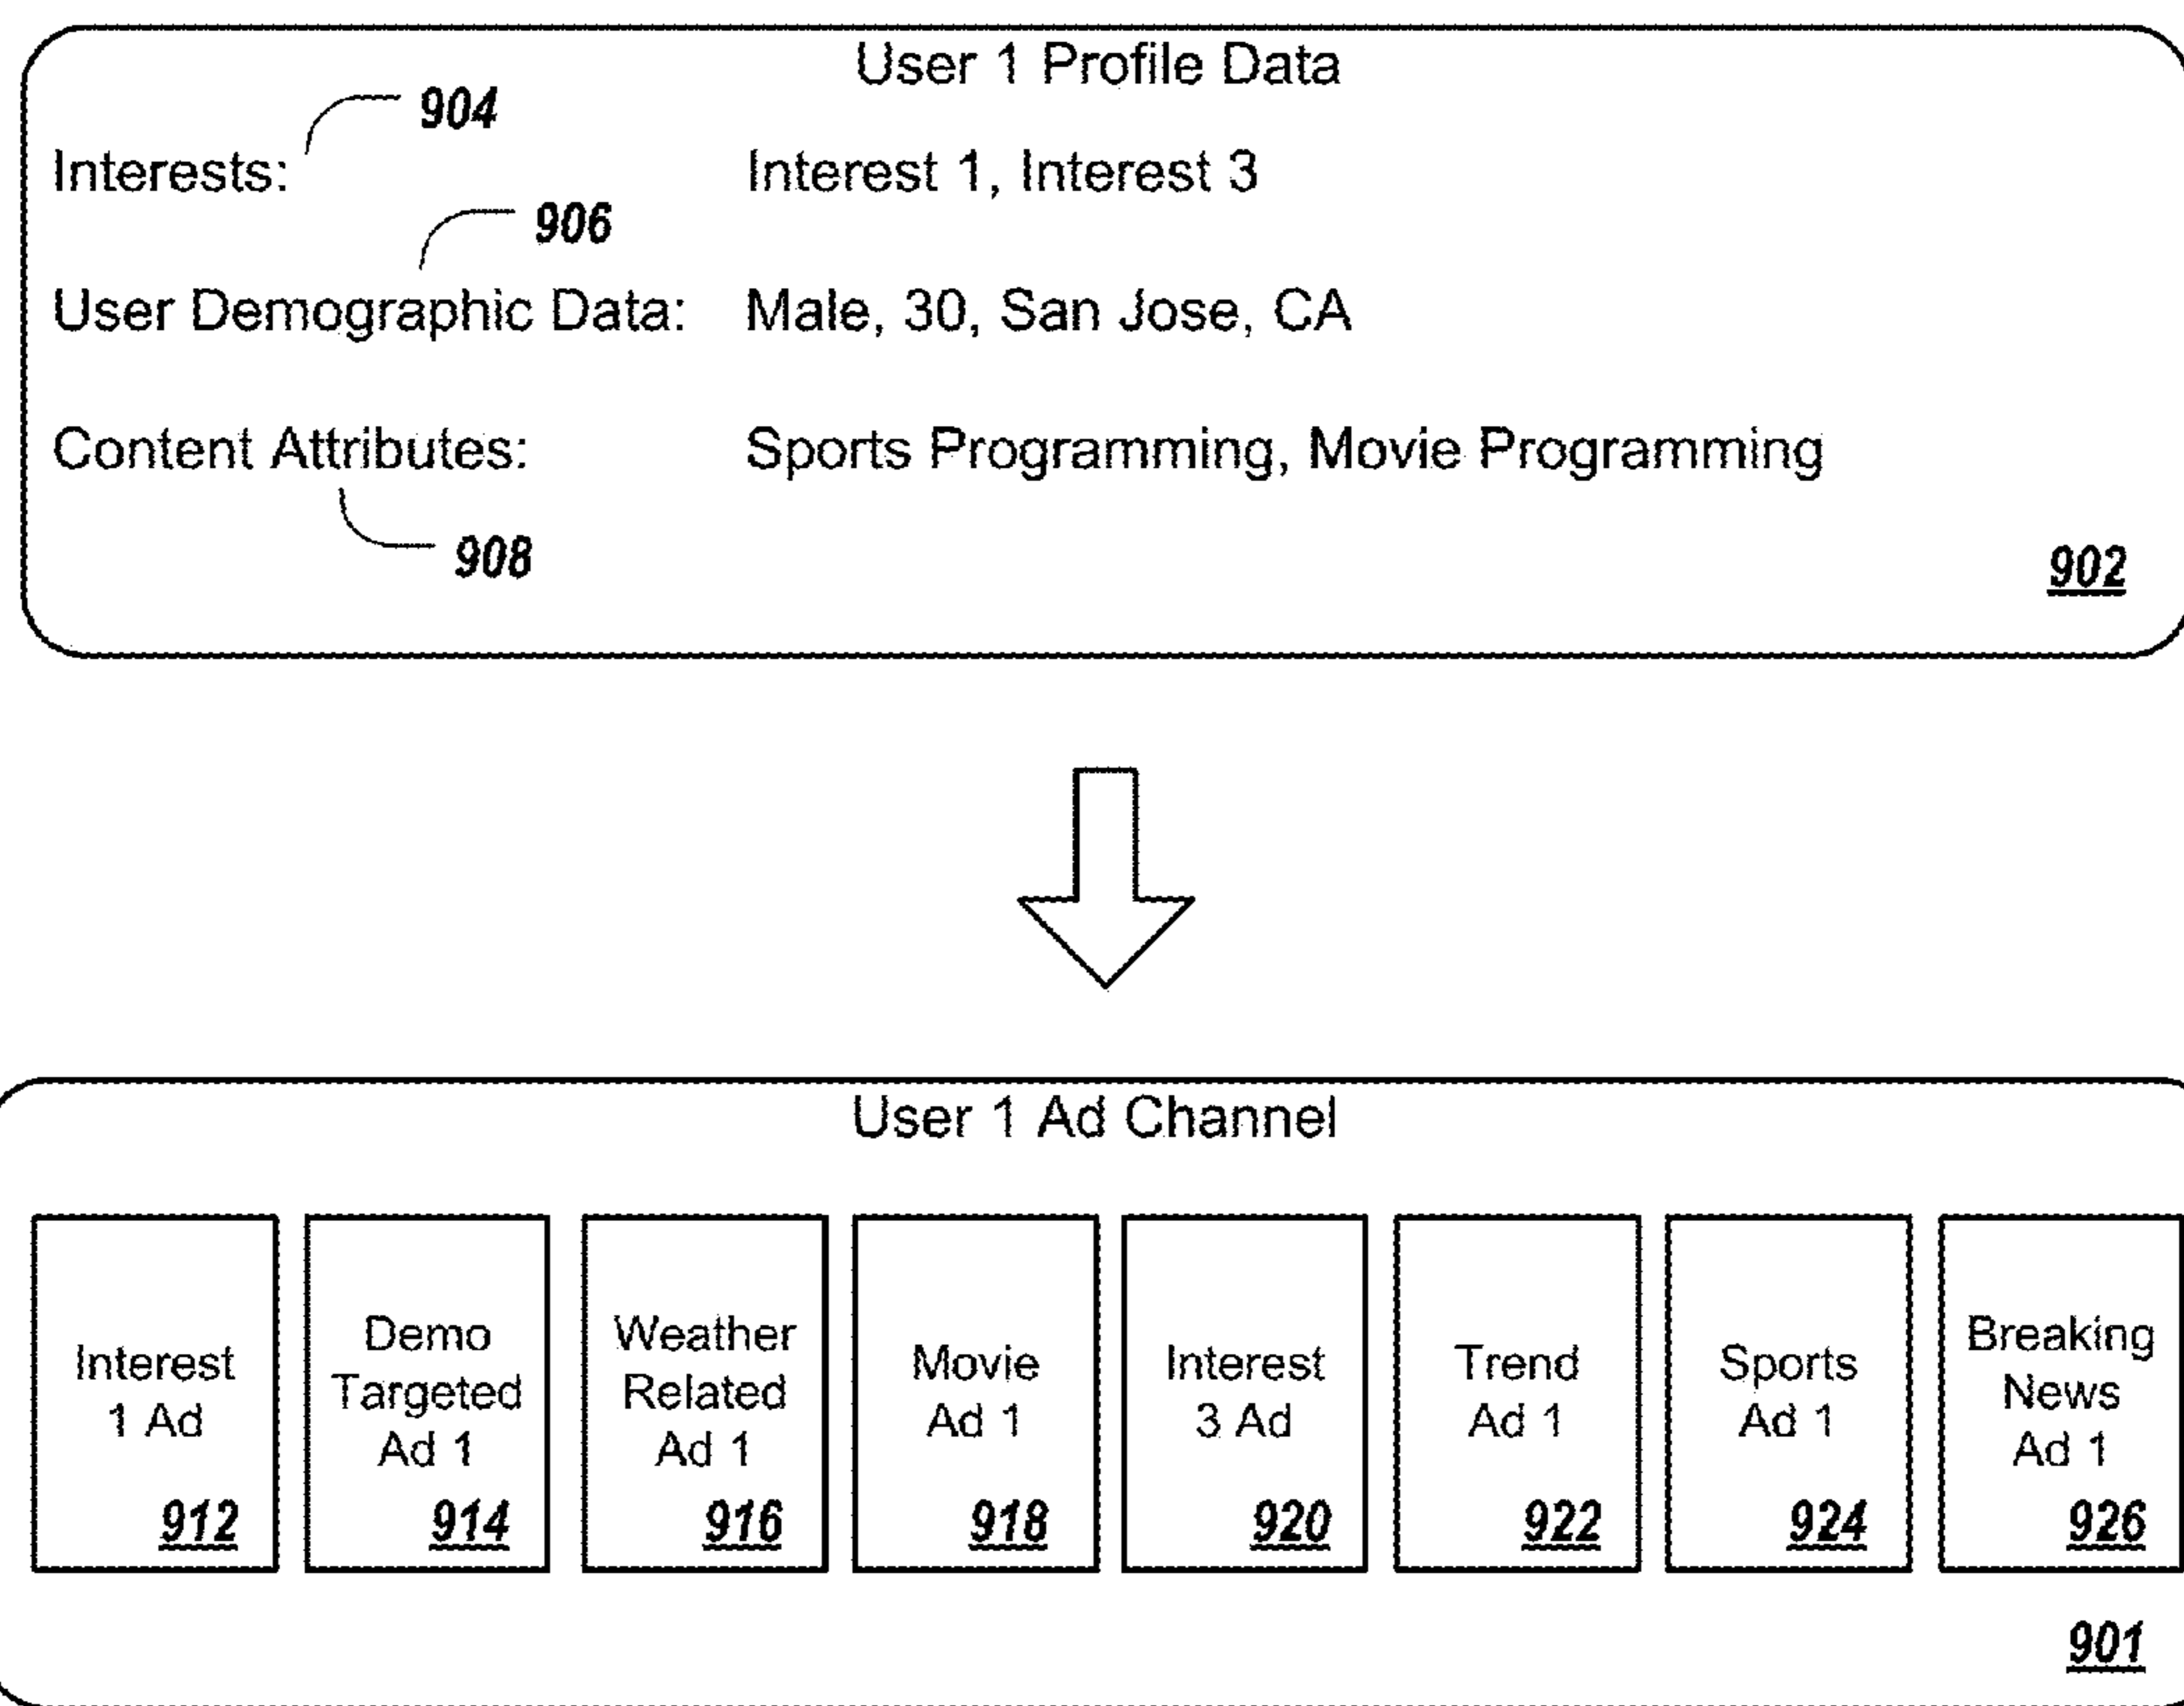 User 1 Profile Data
904
Interests: Interest 1, Interest 3
906
User Demographic Data: Male, 30, San Jose, CA
Content Attributes: Sports Programming, Movie Programming
908
902
User 1 Ad Channel
Interest
1 Ad
912
Demo
Targeted
Ad 1
914
Weather
Related
Ad 1
916
Movie
Ad 1
918
Interest
3 Ad
920
Trend
Ad 1
922
Sports
Ad 1
924
Breaking
News
Ad 1
926
901